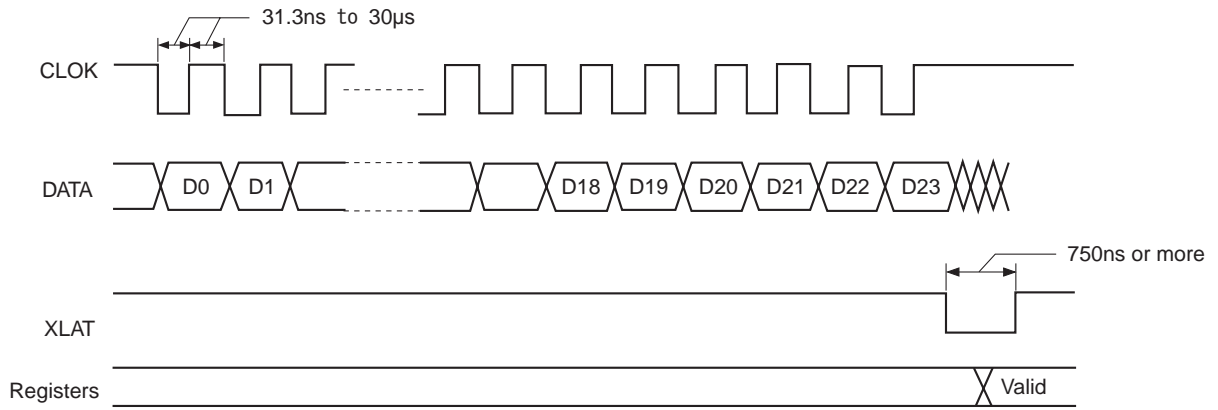 31.3ns to 30µs
CLOK
DATA
D0 D1 D18 D19 D20 D21 D22 D23
750ns or more
XLAT
Registers
Valid